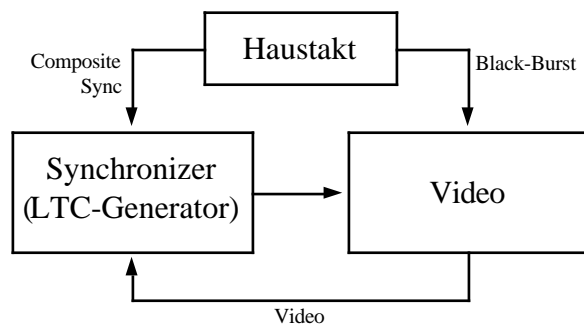 Haustakt
Composite
Sync
Black-Burst
Synchronizer
(LTC-Generator)
Video
Video